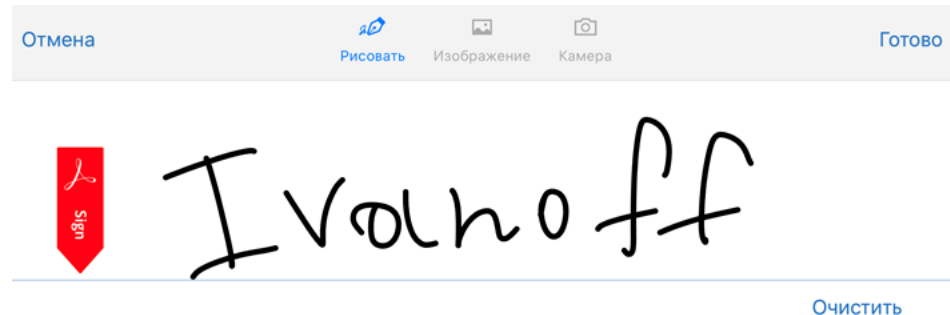 Отмена
Рисовать Изображение Камера
Готово
Sign
Ivanoff
Очистить